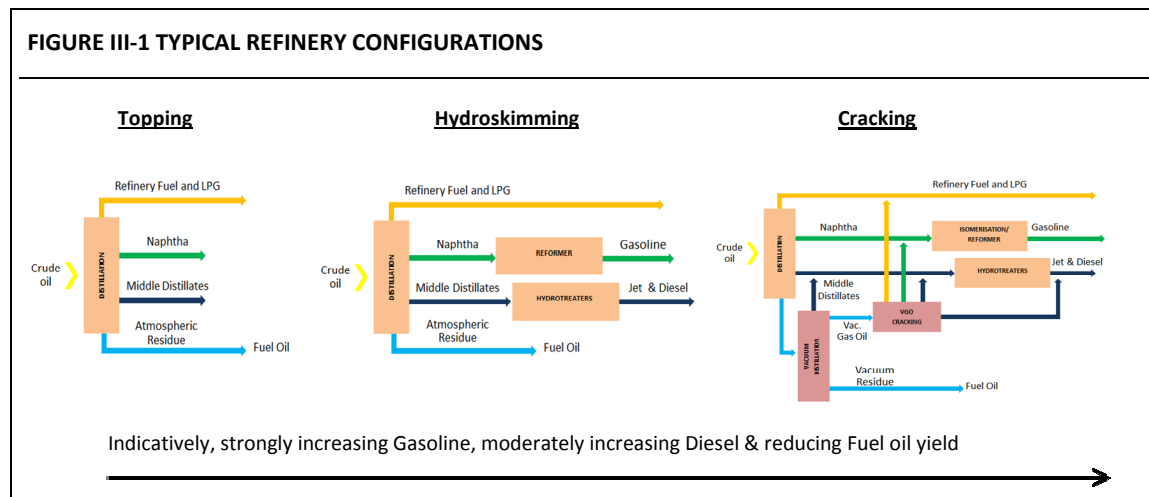 FIGURE III-1 TYPICAL REFINERY CONFIGURATIONS
Topping
Refinery Fuel and LPG
Naphtha
Crude
oil
DISTILLATION
Middle Distillates
Atmospheric
Residue
Fuel Oil
Hydroskimming
Refinery Fuel and LPG
Naphtha
REFORMER
Gasoline
Crude
oil
DISTILLATION
Middle Distillates
HYDROTREATERS
Jet & Diesel
Atmospheric
Residue
Fuel Oil
Cracking
Refinery Fuel and LPG
Naphtha
ISOMERISATION/
REFORMER
Gasoline
Crude
oil
DISTILLATION
HYDROTREATERS
Jet & Diesel
Middle
Distillates
VGO
CRACKING
Vac.
Gas Oil
VACUUM DISTILLATION
Vacuum
Residue
Fuel Oil
Indicatively, strongly increasing Gasoline, moderately increasing Diesel & reducing Fuel oil yield